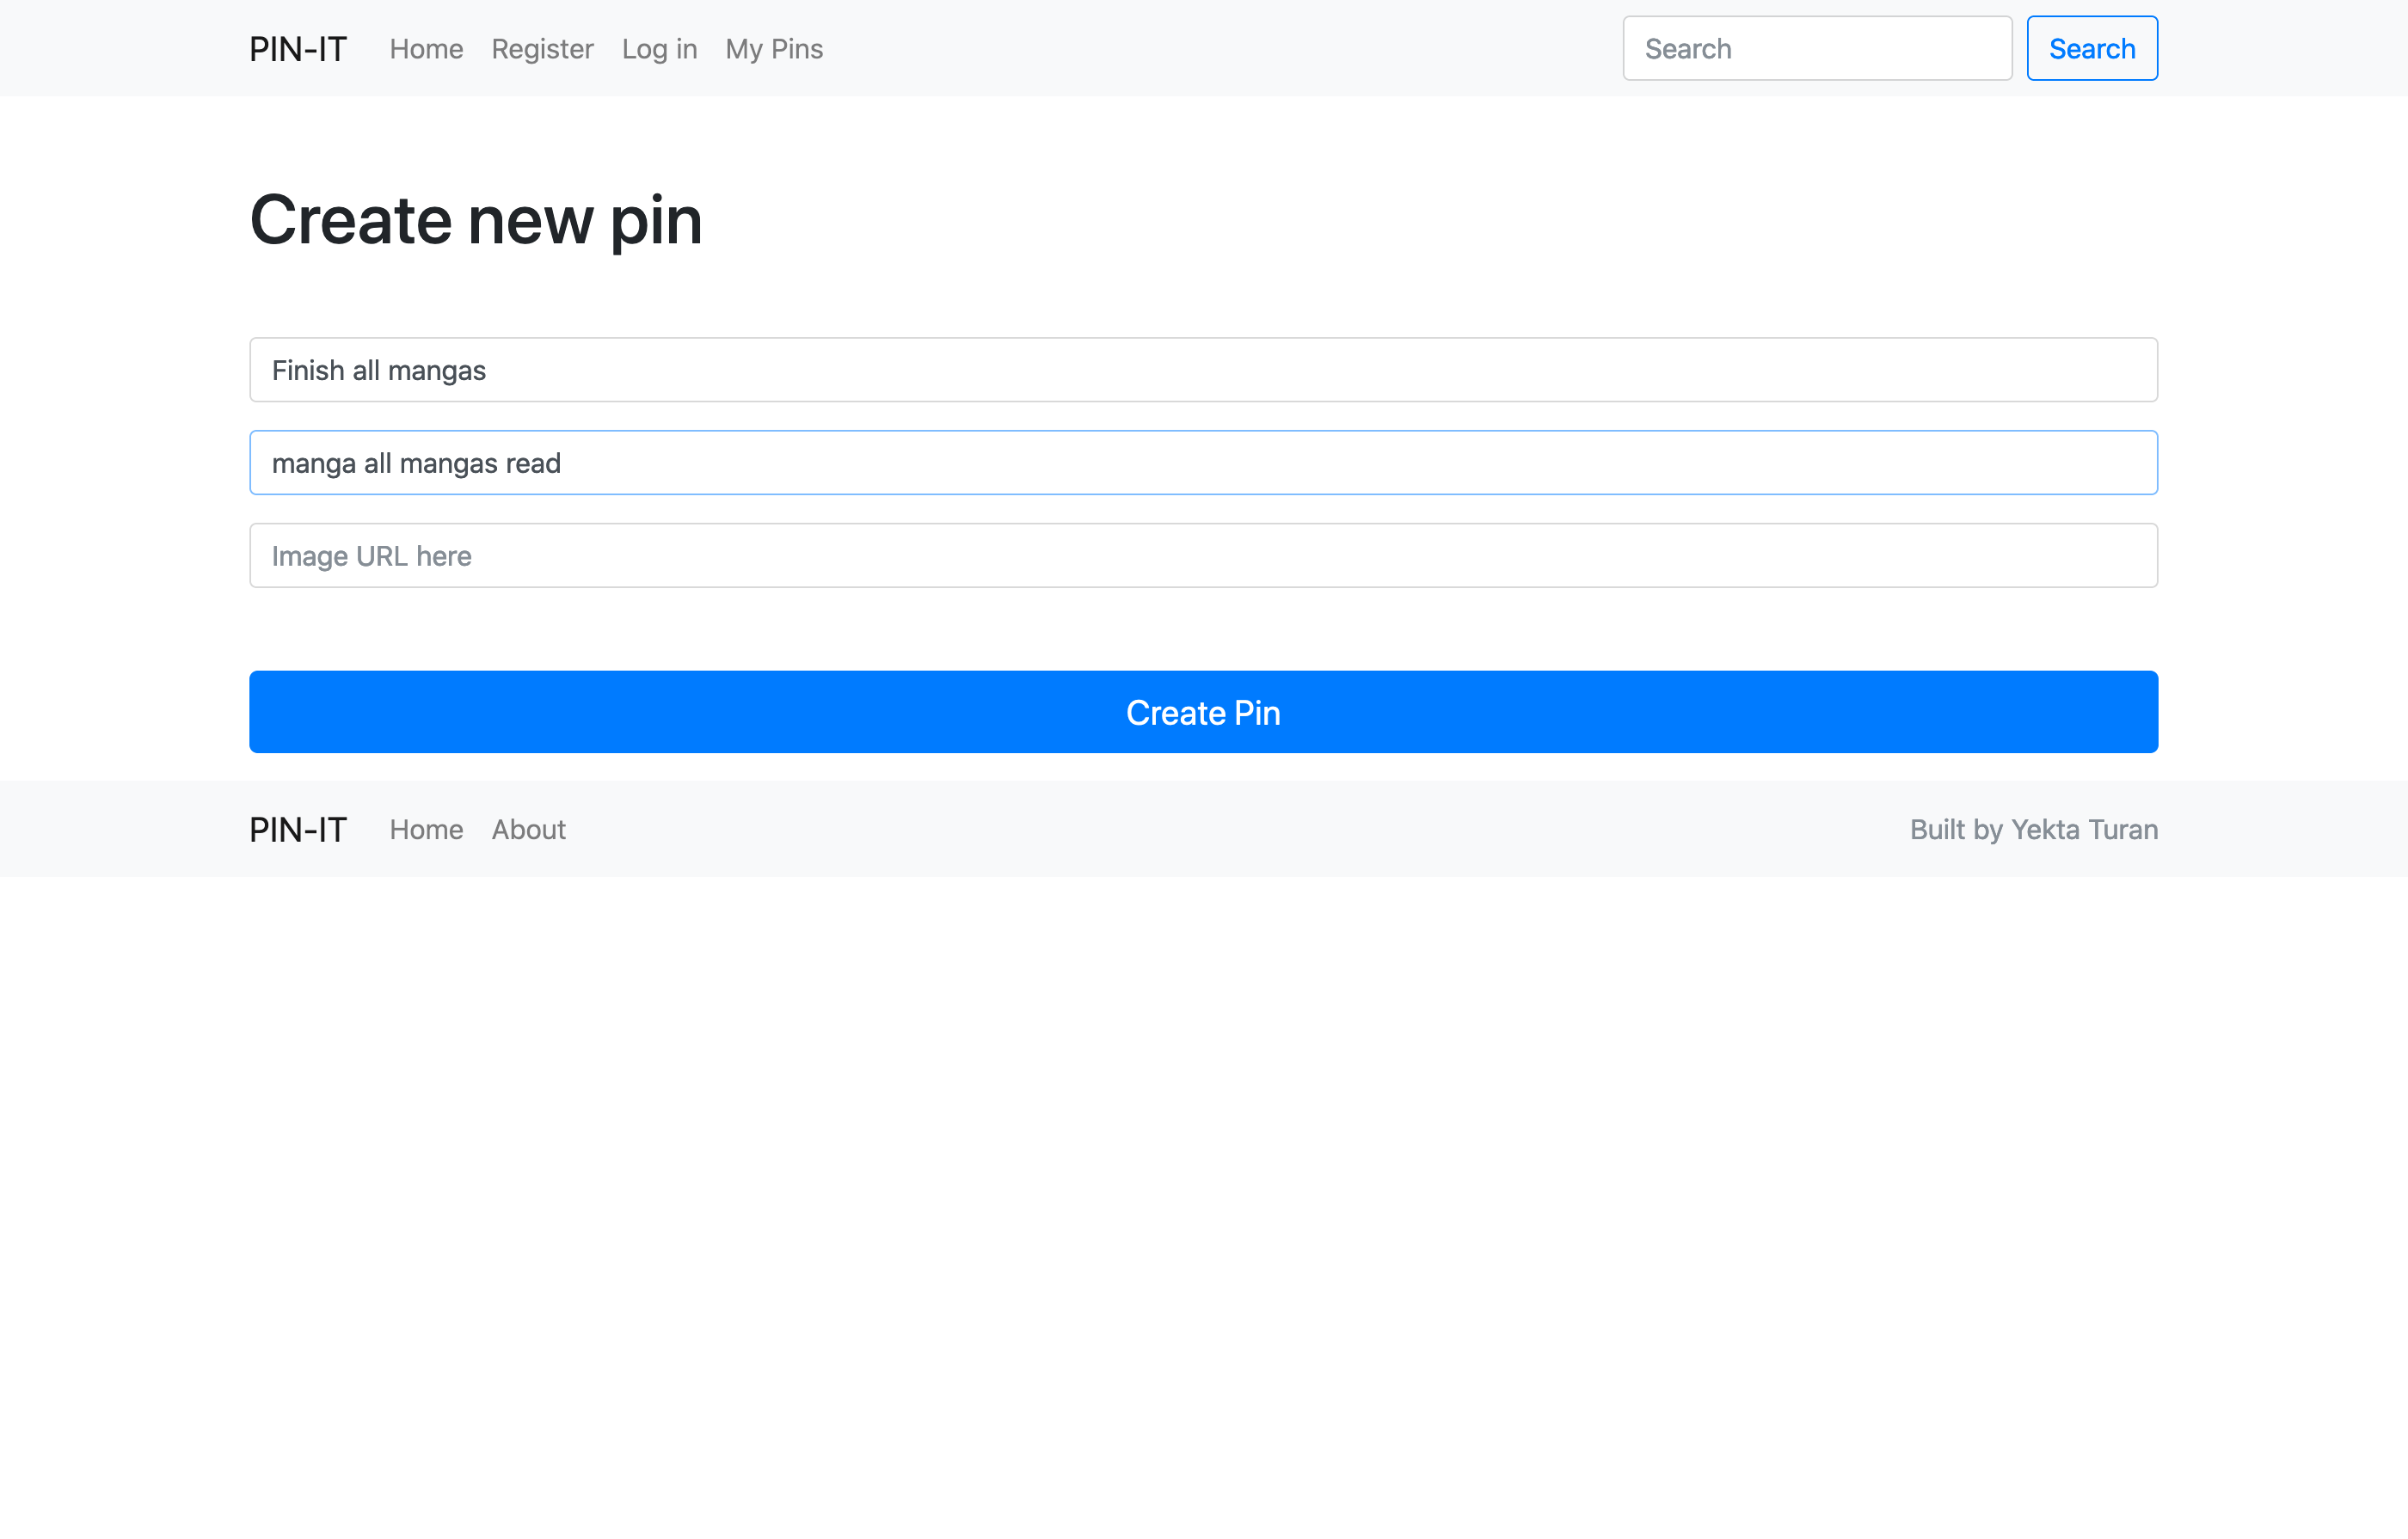 PIN-IT Home Register Log in My Pins Search Search
Create new pin
Finish all mangas
manga all mangas read
Image URL here
Create Pin
PIN-IT Home About Built by Yekta Turan